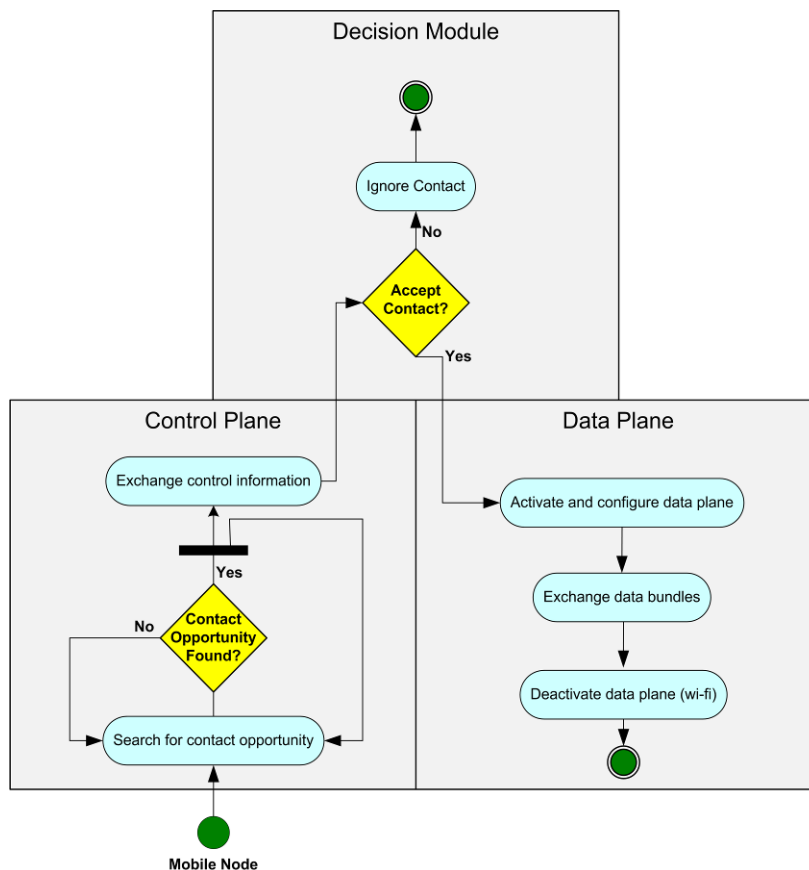 Decision Module
Ignore Contact
No
Accept
Contact?
Yes
Control Plane
Data Plane
Exchange control information
Activate and configure data plane
Yes
Contact
Opportunity
Found?
No
Exchange data bundles
Deactivate data plane (wi-fi)
Search for contact opportunity
Mobile Node